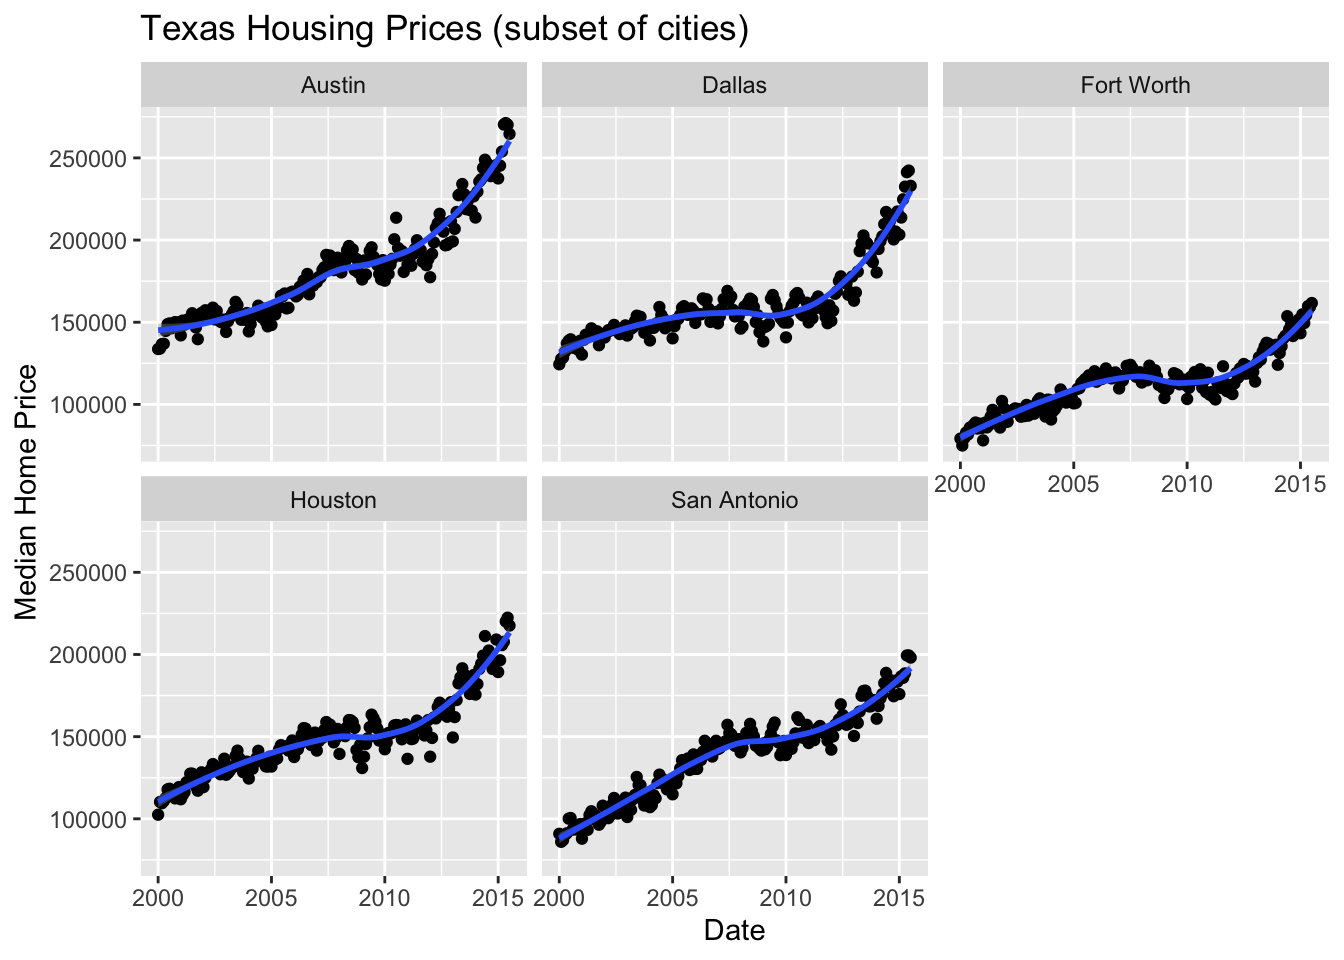 Texas Housing Prices (subset of cities)
Austin
Dallas
Fort Worth
250000
200000
150000
100000
2000 2005 2010 2015
Houston
San Antonio
250000
200000
150000
100000
2000 2005 2010 2015
2000 2005 2010 2015
Median Home Price
Date